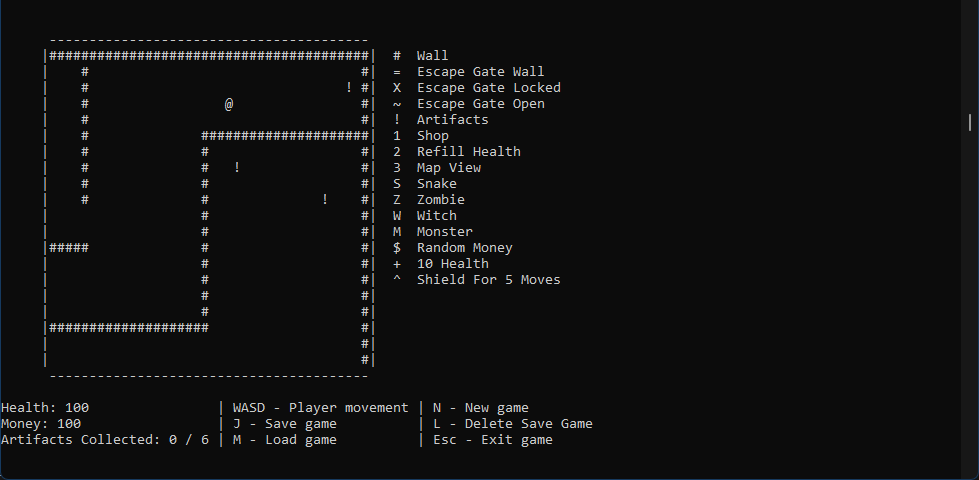 ----------------------------------------
     |########################################|  #  Wall
     |    #                                  #|  =  Escape Gate Wall
     |    #                                ! #|  X  Escape Gate Locked
     |    #                 @                #|  ~  Escape Gate Open
     |    #                                  #|  !  Artifacts
     |    #              #####################|  1  Shop
     |    #              #                   #|  2  Refill Health
     |    #              #   !               #|  3  Map View
     |    #              #                   #|  S  Snake
     |    #              #              !    #|  Z  Zombie
     |                   #                   #|  W  Witch
     |                   #                   #|  M  Monster
     |#####              #                   #|  $  Random Money
     |                   #                   #|  +  10 Health
     |                   #                   #|  ^  Shield For 5 Moves
     |                   #                   #|
     |                   #                   #|
     |####################                   #|
     |                                       #|
     |                                       #|
      ----------------------------------------
Health: 100                | WASD - Player movement | N - New game
Money: 100                 | J - Save game          | L - Delete Save Game
Artifacts Collected: 0 / 6 | M - Load game          | Esc - Exit game